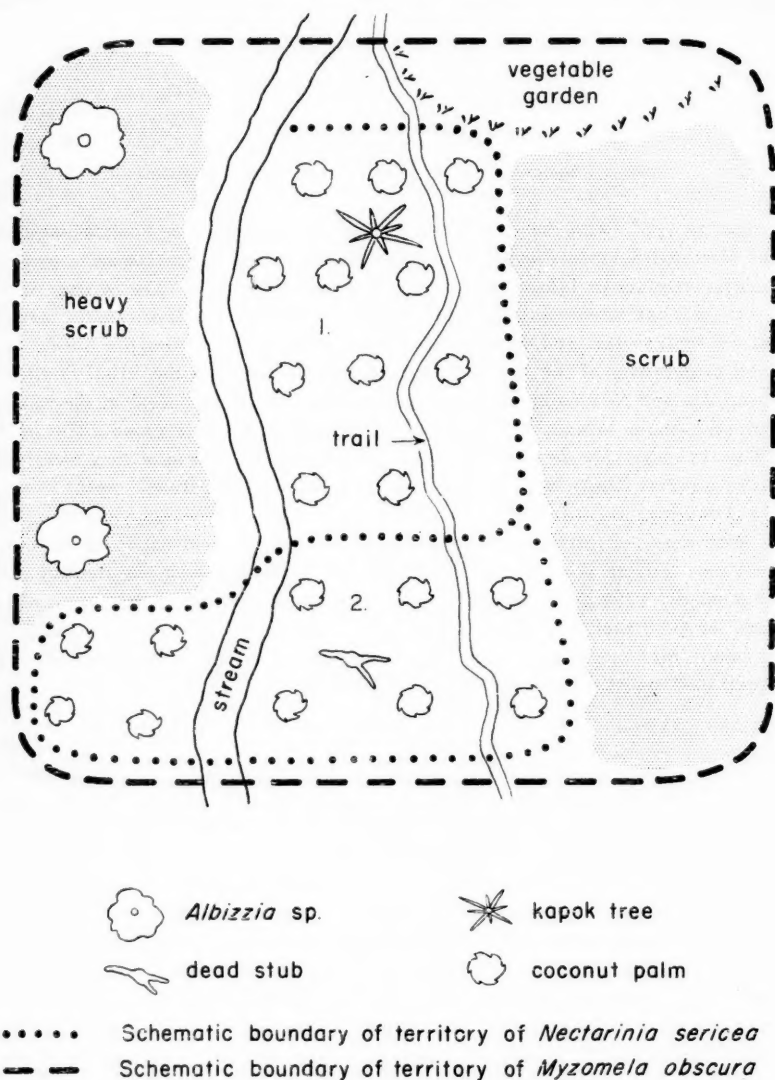 vegetable
garden
heavy
scrub
1.
scrub
trail
2.
stream
Albizzia sp.
kapok tree
dead stub
coconut palm
Schematic boundary of territory of Nectarinia sericea
Schematic boundary of territory of Myzomela obscura